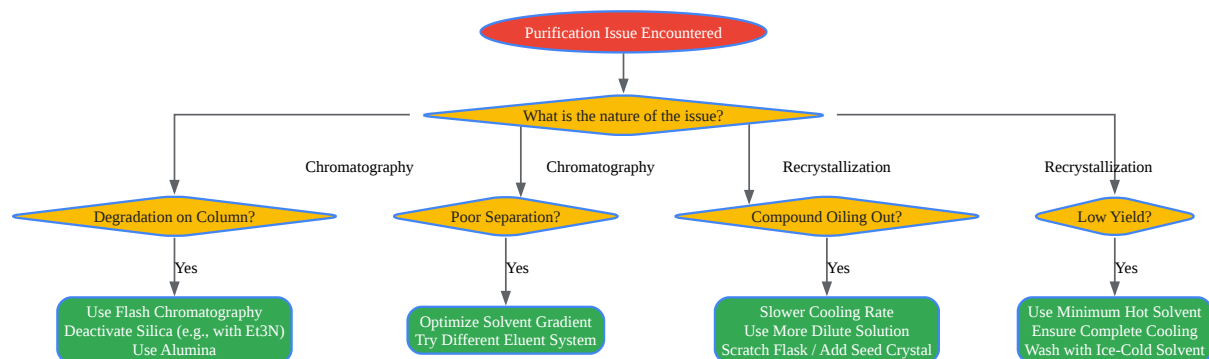 Purification Issue Encountered
What is the nature of the issue?
Chromatography
Chromatography
Recrystallization
Recrystallization
Degradation on Column?
Poor Separation?
Compound Oiling Out?
Low Yield?
Yes
Yes
Yes
Yes
Use Flash Chromatography
Deactivate Silica (e.g., with Et3N)
Use Alumina
Optimize Solvent Gradient
Try Different Eluent System
Slower Cooling Rate
Use More Dilute Solution
Scratch Flask / Add Seed Crystal
Use Minimum Hot Solvent
Ensure Complete Cooling
Wash with Ice-Cold Solvent